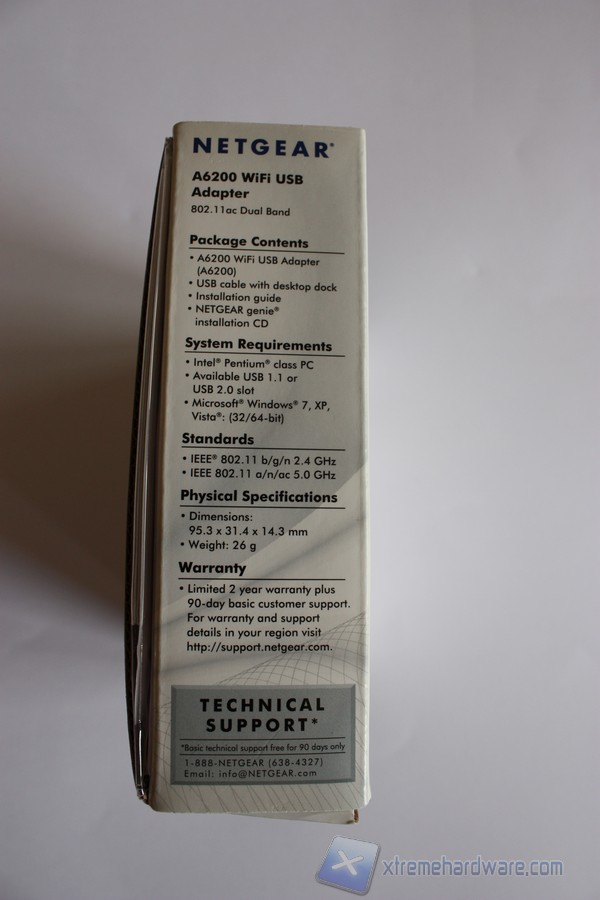 NETGEAR®
A6200 WiFi USB
Adapter
802.11ac Dual Band
Package Contents
• A6200 WiFi USB Adapter
(A6200)
• USB cable with desktop dock
• Installation guide
• NETGEAR genie®
installation CD
System Requirements
• Intel® Pentium® class PC
• Available USB 1.1 or
USB 2.0 slot
• Microsoft® Windows® 7, XP,
Vista®: (32/64-bit)
Standards
• IEEE® 802.11 b/g/n 2.4 GHz
• IEEE 802.11 a/n/ac 5.0 GHz
Physical Specifications
• Dimensions:
95.3 x 31.4 x 14.3 mm
• Weight: 26 g
Warranty
• Limited 2 year warranty plus
90-day basic customer support.
For warranty and support
details in your region visit
http://support.netgear.com.
TECHNICAL
SUPPORT*
*Basic technical support free for 90 days only
1-888-NETGEAR (638-4327)
Email: info@NETGEAR.com
xtremehardware.com